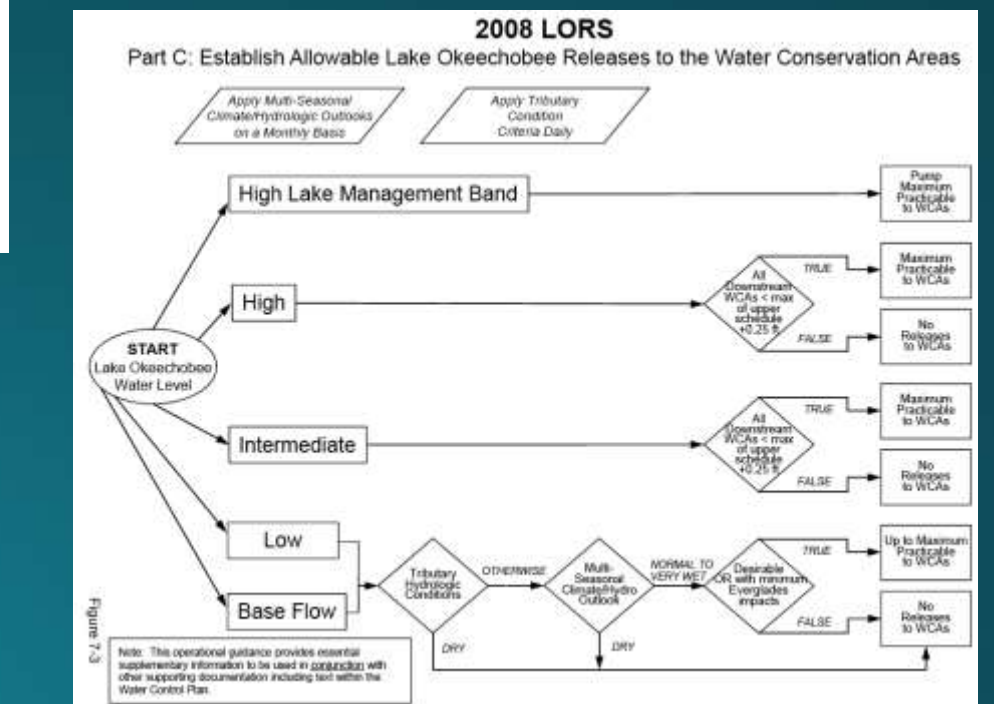 2008 LORS
Part C: Establish Allowable Lake Okeechobee Releases to the Water Conservation Areas
Apply Multi-Seasonal
Climate/Hydrologic Outlooks
on a Monthly Basis
Apply Tributary
Condition
Criteria Daily
High Lake Management Band
Pump
Maximum
Practicable
to WCAs
High
All
Downstream
WCAs < max
of upper
schedule
+0.25 ft
TRUE
Maximum
Practicable
to WCAs
FALSE
No
Releases
to WCAs
START
Lake Okeechobee
Water Level
Intermediate
All
Downstream
WCAs < max
of upper
schedule
+0.25 ft
TRUE
Maximum
Practicable
to WCAs
FALSE
No
Releases
to WCAs
Low
Base Flow
Tributary
Hydrologic
Conditions
OTHERWISE
DRY
Multi-
Seasonal
Climate/Hydro
Outlook
NORMAL TO
VERY WET
DRY
Desirable
OR with minimum
Everglades
impacts
TRUE
Up to Maximum
Practicable
to WCAs
FALSE
No
Releases
to WCAs
Figure 7-3
Note: This operational guidance provides essential
supplementary information to be used in conjunction with
other supporting documentation including text within the
Water Control Plan.